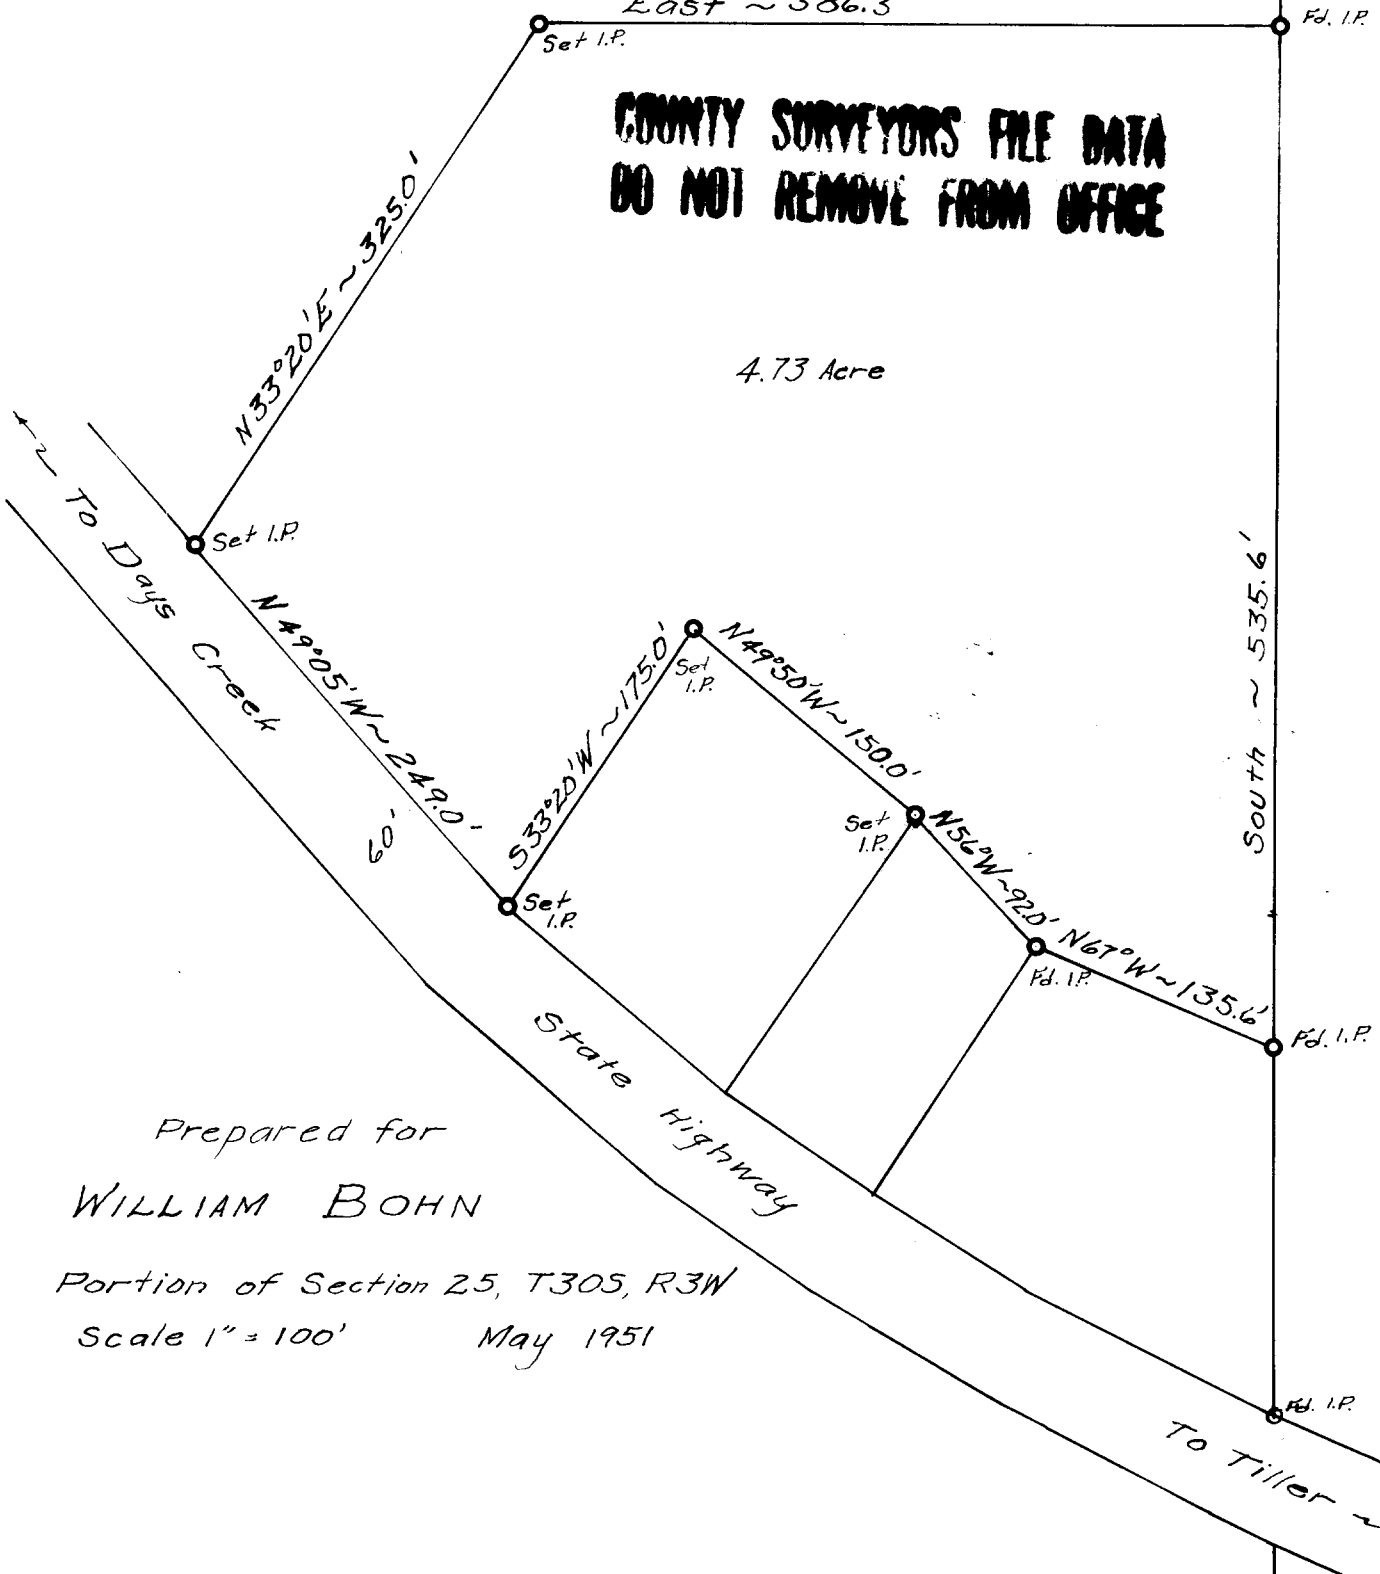 East ~ 386.3
Fd. I.P.
Set I.P.
COUNTY SURVEYORS FILE DATA
DO NOT REMOVE FROM OFFICE
N33°20'E ~ 325.0'
4.73 Acre
~ To Days Creek
Set I.P.
N49°05'W ~ 249.0'
60'
S33°20'W ~ 175.0'
Set
I.P.
N49°50'W ~ 150.0'
South ~ 535.6'
Set
I.P.
N56°W ~ 92.0'
Set
I.P.
Fd. I.P.
N67°W ~ 135.6'
Fd. I.P.
State Highway
Prepared for
WILLIAM BOHN
Portion of Section 25, T30S, R3W
Scale 1" = 100' May 1951
Fd. I.P.
To Tiller ~